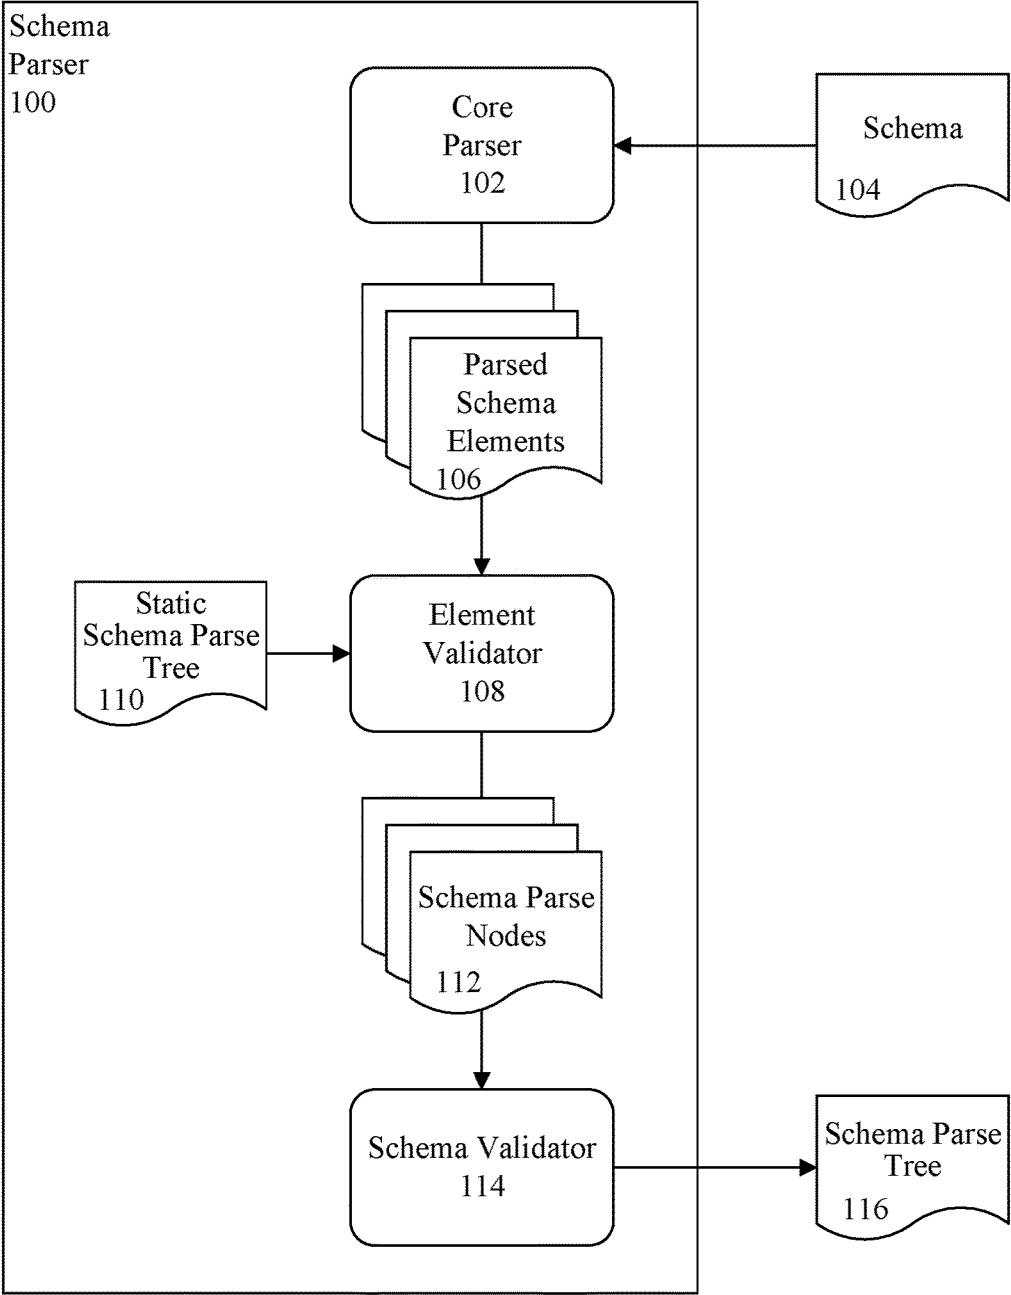 Schema
Parser
100
Core
Parser
102
Schema
104
Parsed
Schema
Elements
106
Static
Schema Parse
Tree
110
Element
Validator
108
Schema Parse
Nodes
112
Schema Validator
114
Schema Parse
Tree
116